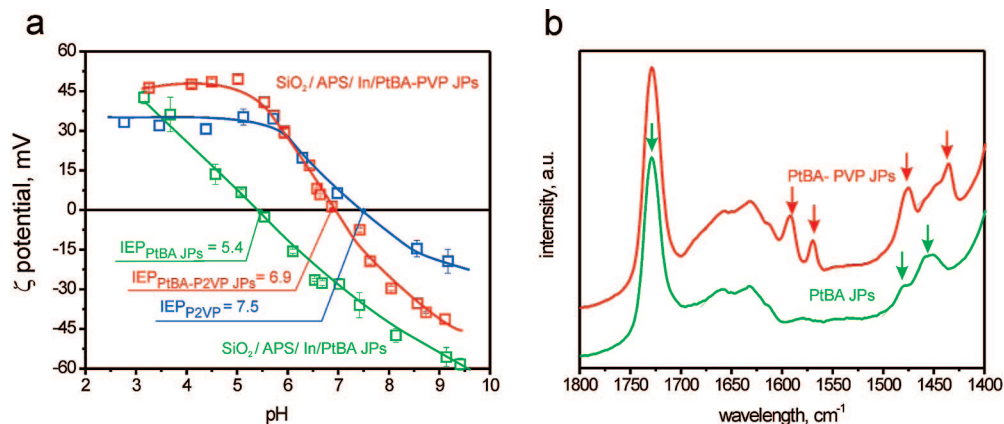 a
60
45
30
15
0
-15
-30
-45
-60
ζ potential, mV
2 3 4 5 6 7 8 9 10
pH
SiO2/ APS/ In/PtBA-PVP JPs
IEPPtBA JPs = 5.4
IEPPtBA-P2VP JPs = 6.9
IEPP2VP = 7.5
SiO2/ APS/ In/PtBA JPs
b
intensity, a.u.
PtBA- PVP JPs
PtBA JPs
1800 1750 1700 1650 1600 1550 1500 1450 1400
wavelength, cm-1